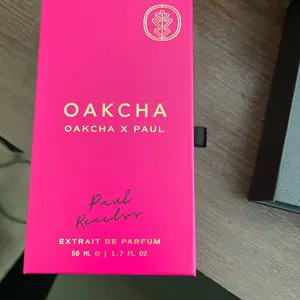 OAKCHA
OAKCHA X PAUL
Paul
EXTRAIT DE PARFUM
50 ML ℮ | 1.7 FL OZ